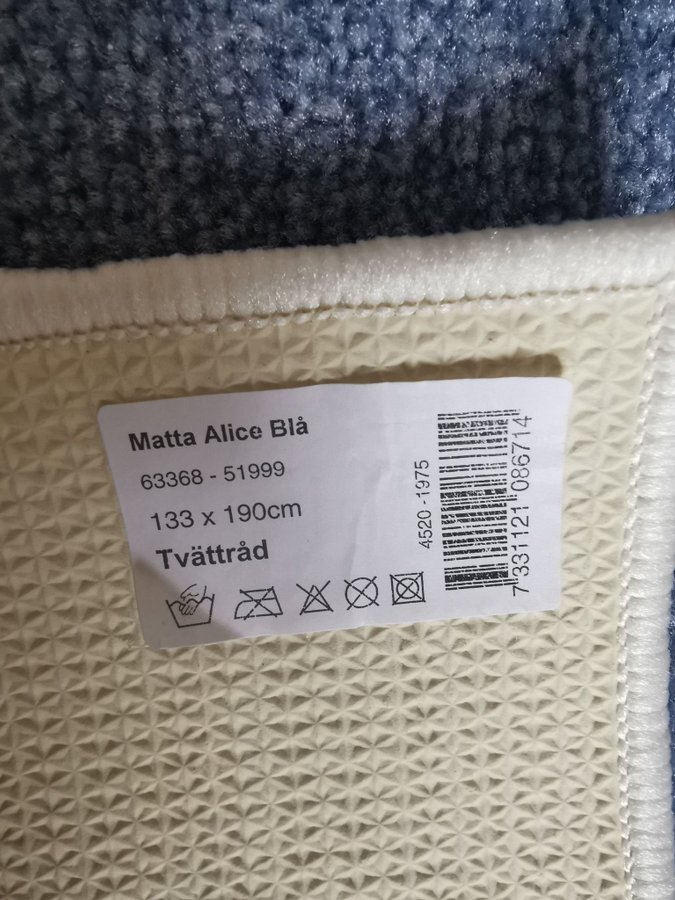 Matta Alice Blå
63368 - 51999
133 x 190cm
Tvättråd
4520 -1975
7 331121 086714